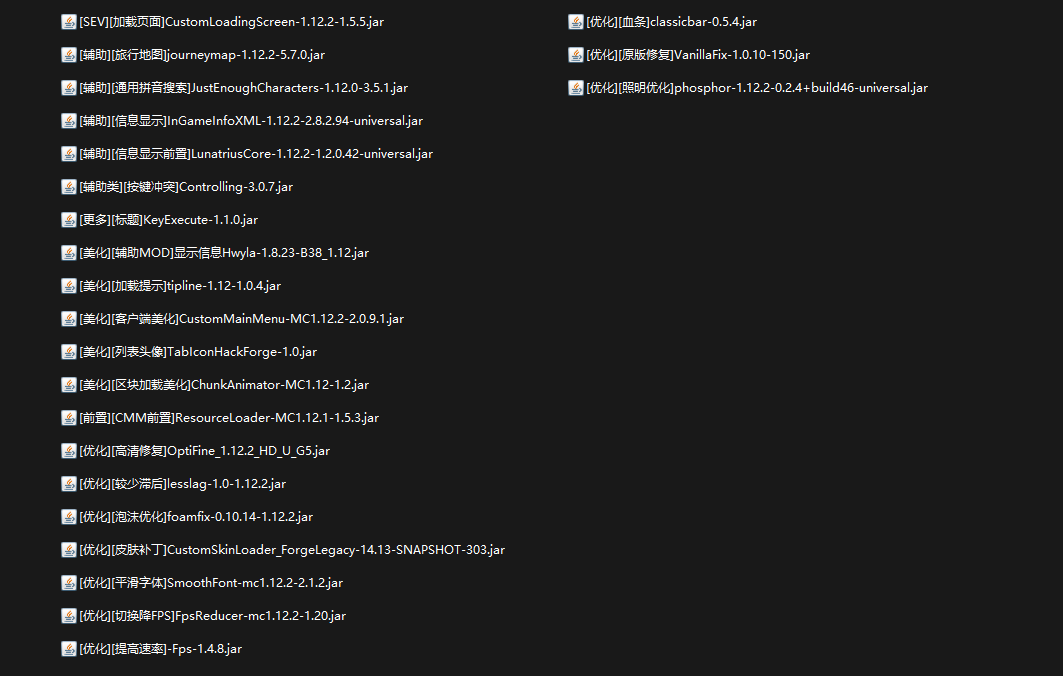 [SEV][加载页面]CustomLoadingScreen-1.12.2-1.5.5.jar
[辅助][旅行地图]journeymap-1.12.2-5.7.0.jar
[辅助][通用拼音搜索]JustEnoughCharacters-1.12.0-3.5.1.jar
[辅助][信息显示]InGameInfoXML-1.12.2-2.8.2.94-universal.jar
[辅助][信息显示前置]LunatriusCore-1.12.2-1.2.0.42-universal.jar
[辅助类][按键冲突]Controlling-3.0.7.jar
[更多][标题]KeyExecute-1.1.0.jar
[美化][辅助MOD]显示信息Hwyla-1.8.23-B38_1.12.jar
[美化][加载提示]tipline-1.12-1.0.4.jar
[美化][客户端美化]CustomMainMenu-MC1.12.2-2.0.9.1.jar
[美化][列表头像]TabIconHackForge-1.0.jar
[美化][区块加载美化]ChunkAnimator-MC1.12-1.2.jar
[前置][CMM前置]ResourceLoader-MC1.12.1-1.5.3.jar
[优化][高清修复]OptiFine_1.12.2_HD_U_G5.jar
[优化][较少滞后]lesslag-1.0-1.12.2.jar
[优化][泡沫优化]foamfix-0.10.14-1.12.2.jar
[优化][皮肤补丁]CustomSkinLoader_ForgeLegacy-14.13-SNAPSHOT-303.jar
[优化][平滑字体]SmoothFont-mc1.12.2-2.1.2.jar
[优化][切换降FPS]FpsReducer-mc1.12.2-1.20.jar
[优化][提高速率]-Fps-1.4.8.jar
[优化][血条]classicbar-0.5.4.jar
[优化][原版修复]VanillaFix-1.0.10-150.jar
[优化][照明优化]phosphor-1.12.2-0.2.4+build46-universal.jar